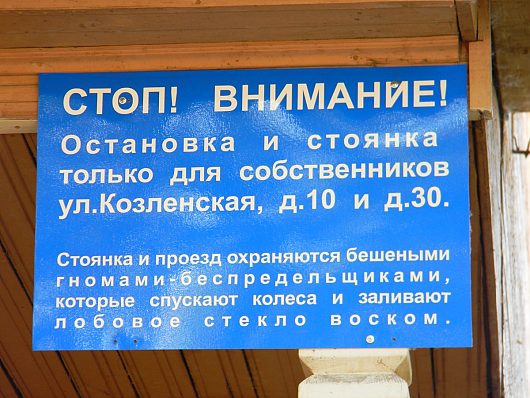 СТОП! ВНИМАНИЕ!
Остановка и стоянка
только для собственников
ул.Козленская, д.10 и д.30.
Стоянка и проезд охраняются бешеными
гномами-беспредельщиками,
которые спускают колеса и заливают
лобовое стекло воском.